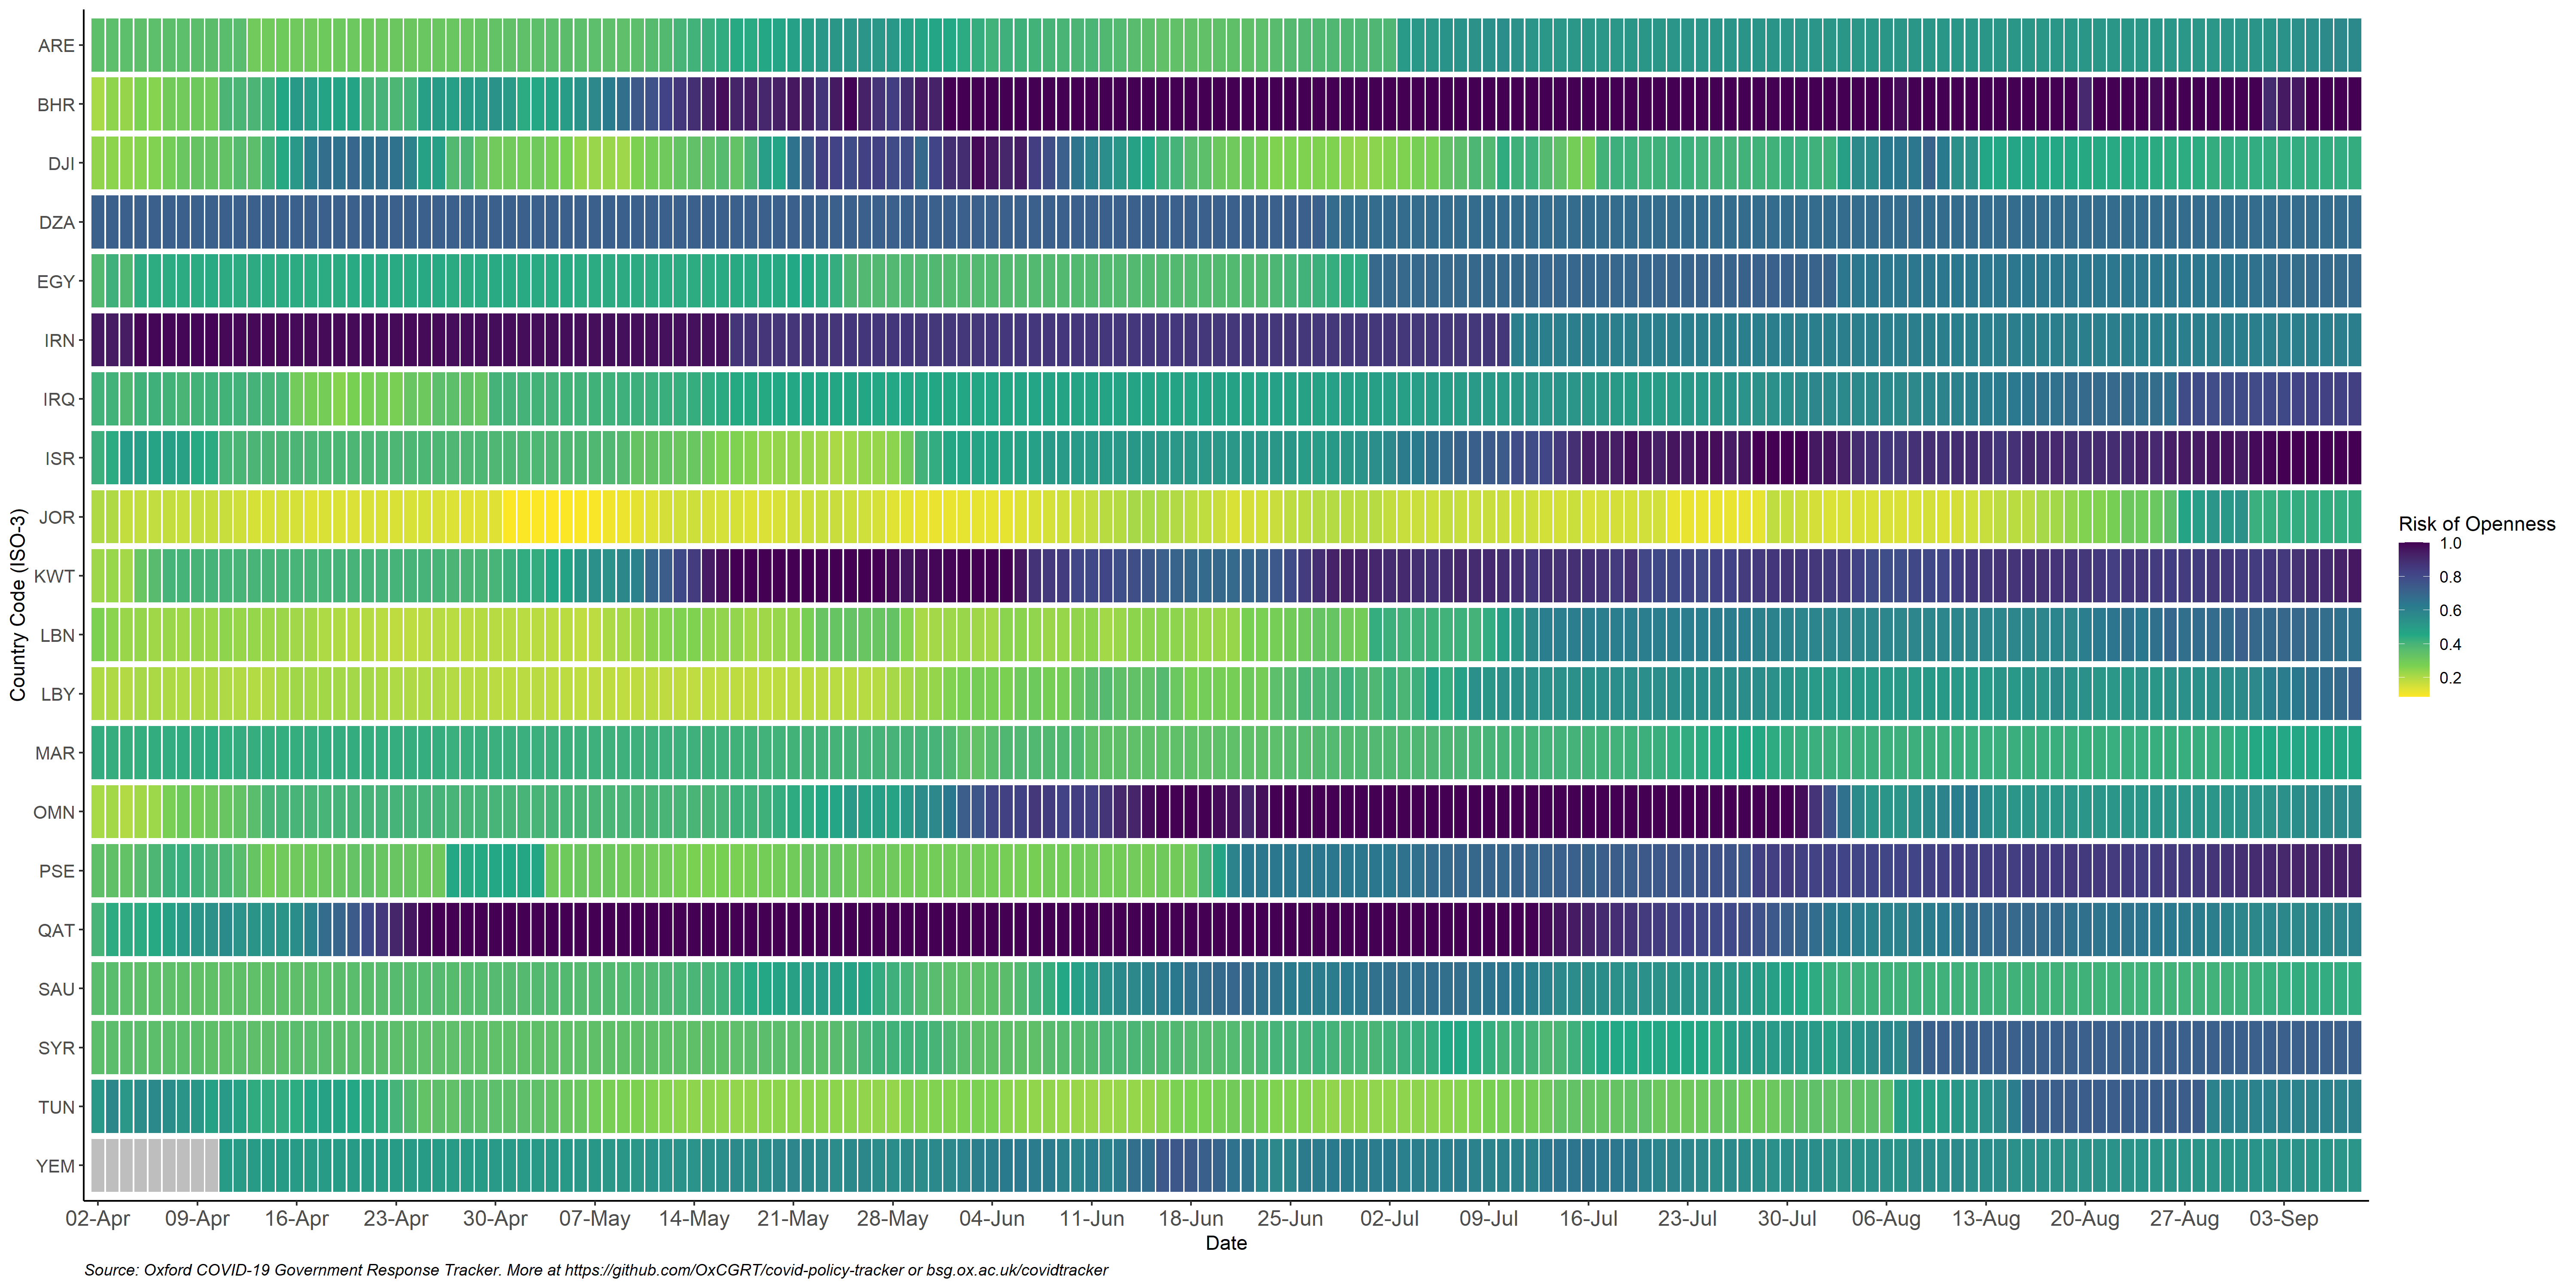 ARE
BHR
DJI
DZA
EGY
IRN
IRQ
ISR
JOR
KWT
LBN
LBY
MAR
OMN
PSE
QAT
SAU
SYR
TUN
YEM
Country Code (ISO-3)
02-Apr 09-Apr 16-Apr 23-Apr 30-Apr 07-May 14-May 21-May 28-May 04-Jun 11-Jun 18-Jun 25-Jun 02-Jul 09-Jul 16-Jul 23-Jul 30-Jul 06-Aug 13-Aug 20-Aug 27-Aug 03-Sep
Date
Risk of Openness
1.0
0.8
0.6
0.4
0.2
Source: Oxford COVID-19 Government Response Tracker. More at https://github.com/OxCGRT/covid-policy-tracker or bsg.ox.ac.uk/covidtracker